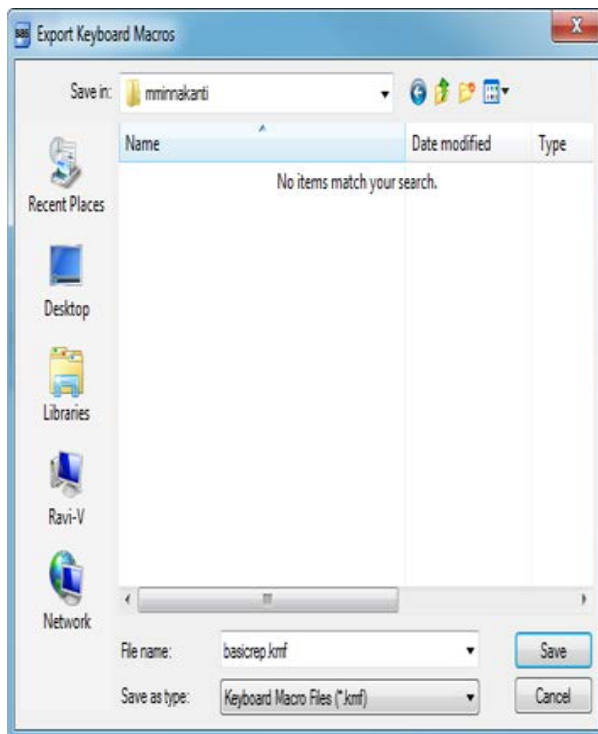 sas Export Keyboard Macros X
Save in: mminnakanti
Name Date modified Type
No items match your search.
Recent Places
Desktop
Libraries
Ravi-V
Network
File name: basicrep.kmf Save
Save as type: Keyboard Macro Files (*.kmf) Cancel